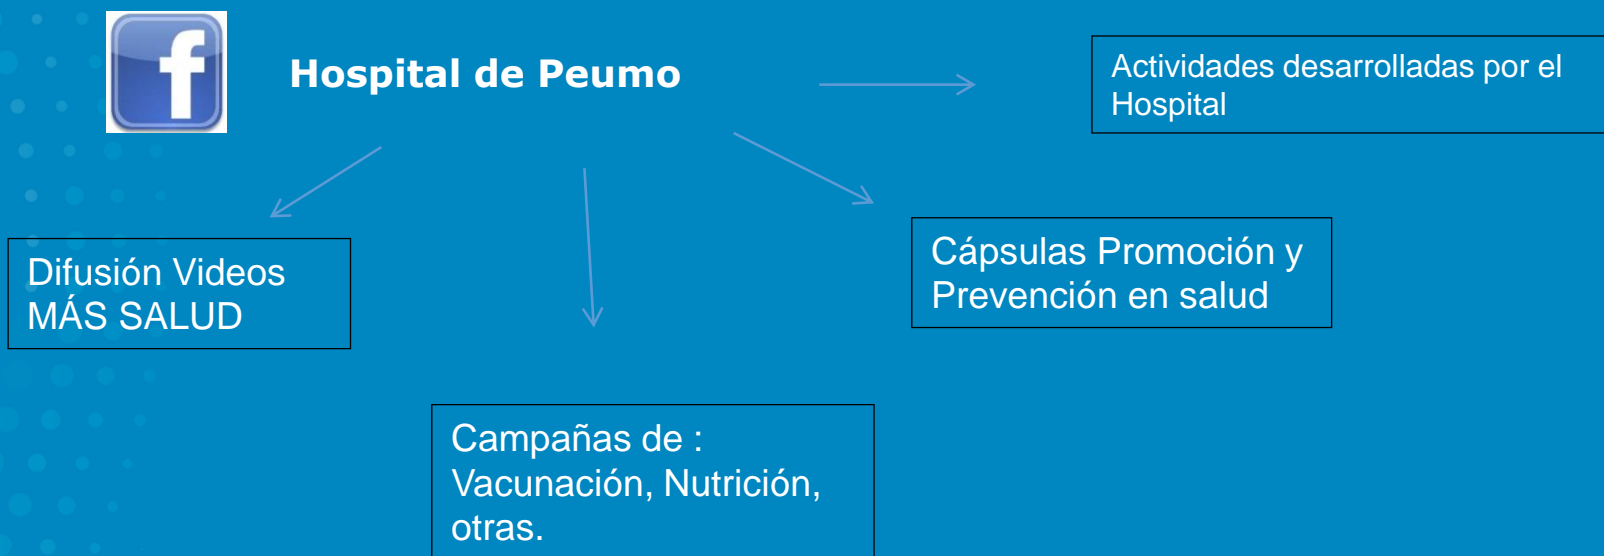 f
Hospital de Peumo
Actividades desarrolladas por el
Hospital
Difusión Videos
MÁS SALUD
Cápsulas Promoción y
Prevención en salud
Campañas de :
Vacunación, Nutrición,
otras.